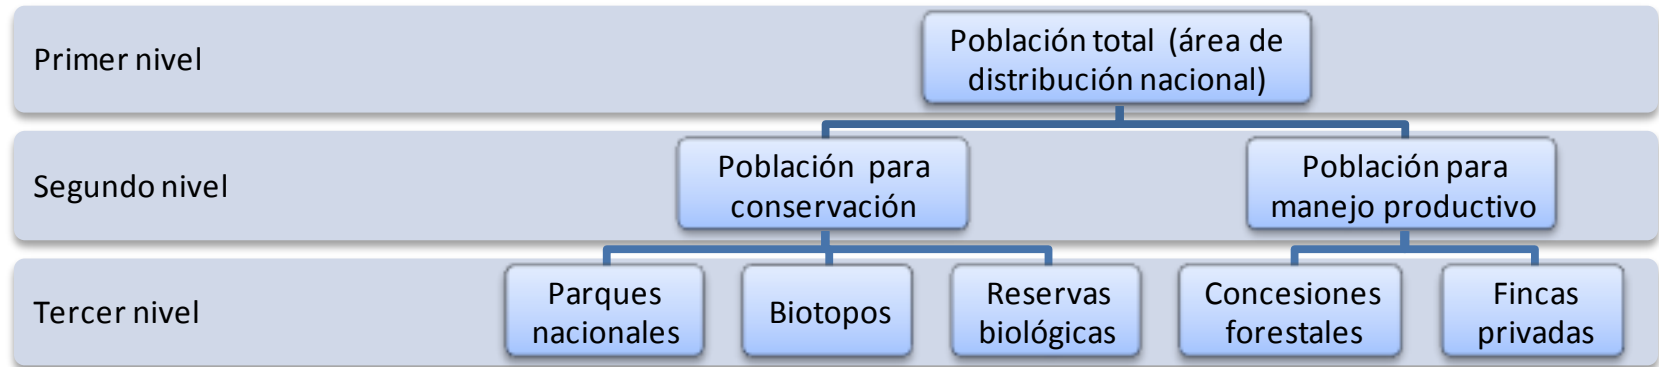 Primer nivel
Población total (área de
distribución nacional)
Segundo nivel
Población para
conservación
Población para
manejo productivo
Tercer nivel
Parques
nacionales
Biotopos
Reservas
biológicas
Concesiones
forestales
Fincas
privadas